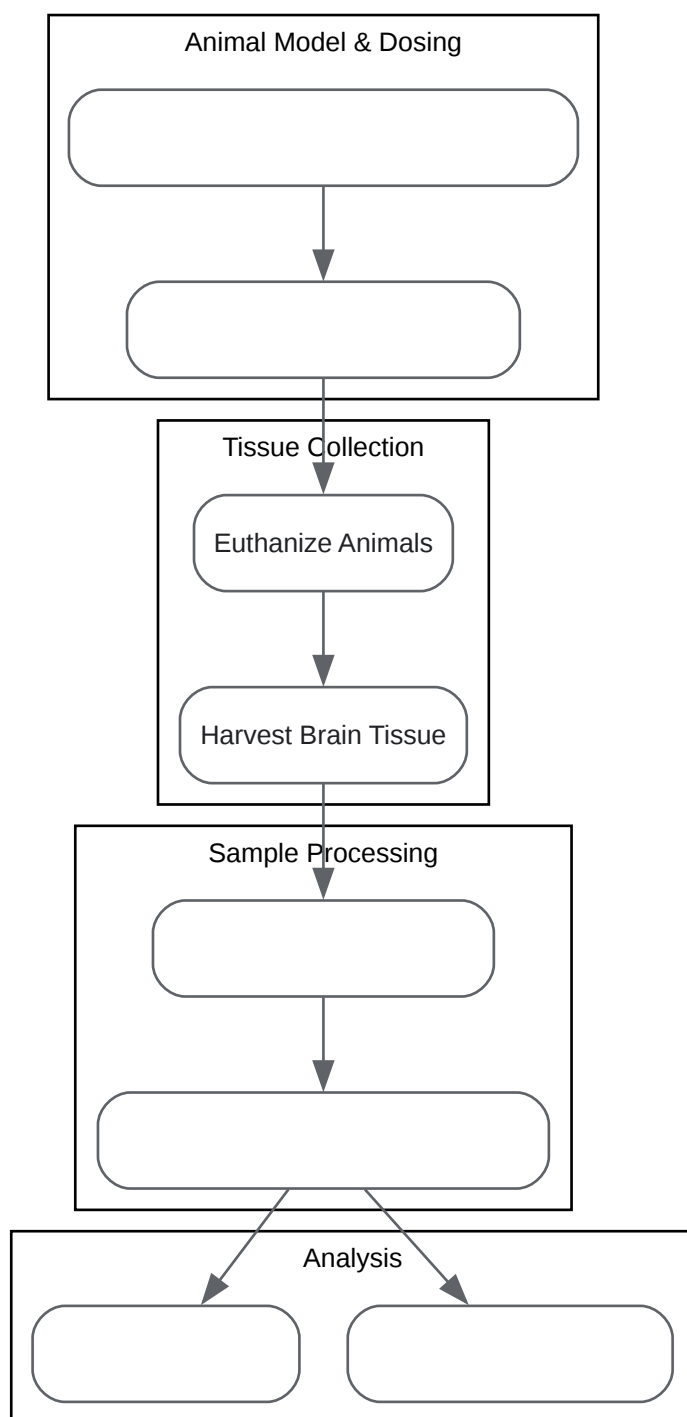 Animal Model & Dosing
Tissue Collection
Euthanize Animals
Harvest Brain Tissue
Sample Processing
Analysis